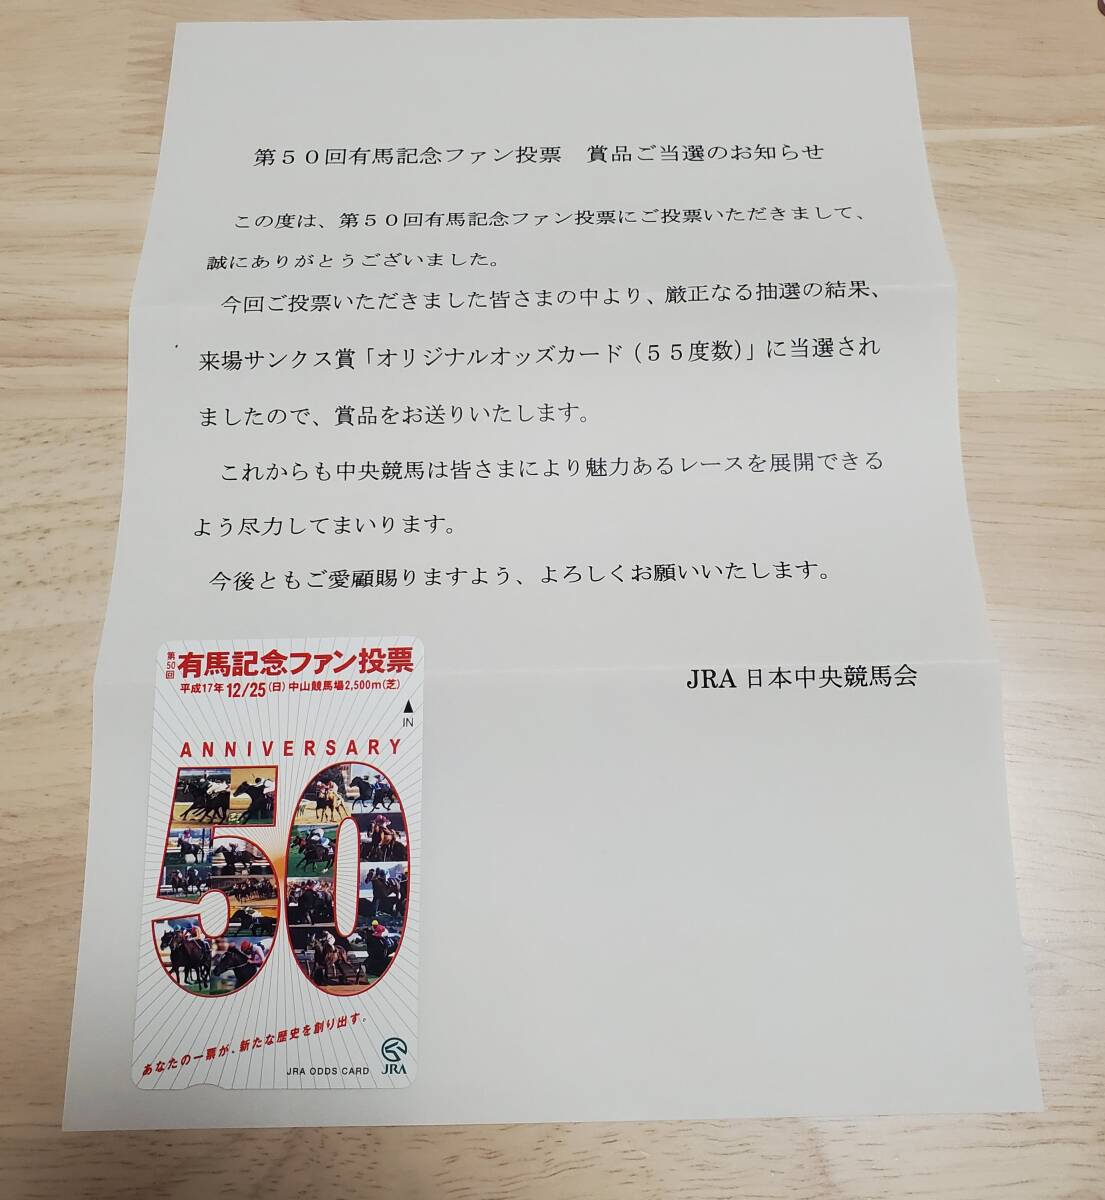 第５０回有馬記念ファン投票　賞品ご当選のお知らせ
この度は、第５０回有馬記念ファン投票にご投票いただきまして、
誠にありがとうございました。
今回ご投票いただきました皆さまの中より、厳正なる抽選の結果、
来場サンクス賞「オリジナルオッズカード（５５度数）」に当選され
ましたので、賞品をお送りいたします。
これからも中央競馬は皆さまにより魅力あるレースを展開できる
よう尽力してまいります。
今後ともご愛顧賜りますよう、よろしくお願いいたします。
JRA 日本中央競馬会
第50回 有馬記念ファン投票
平成17年 12/25（日）中山競馬場2,500m（芝）
IN
ANNIVERSARY
50
あなたの一票が、新たな歴史を創り出す。
JRA ODDS CARD
JRA